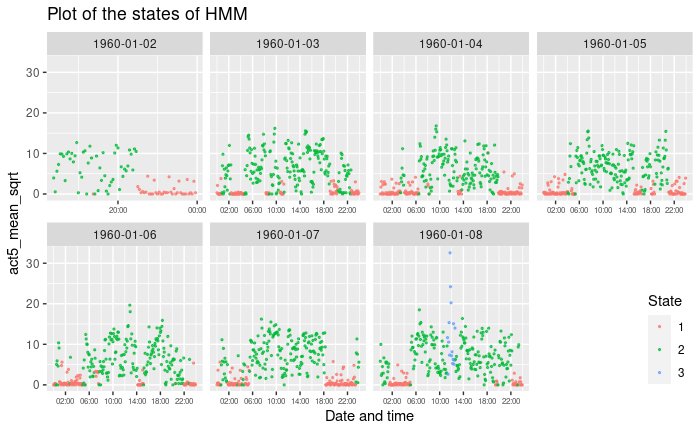 Plot of the states of HMM
1960-01-02 1960-01-03 1960-01-04 1960-01-05
30
20
10
0
20:00 00:00 02:00 06:00 10:00 14:00 18:00 22:00 02:00 06:00 10:00 14:00 18:00 22:00 02:00 06:00 10:00 14:00 18:00 22:00
act5_mean_sqrt
1960-01-06 1960-01-07 1960-01-08
30
20
10
0
02:00 06:00 10:00 14:00 18:00 22:00 02:00 06:00 10:00 14:00 18:00 22:00 02:00 06:00 10:00 14:00 18:00 22:00
Date and time
State
1
2
3